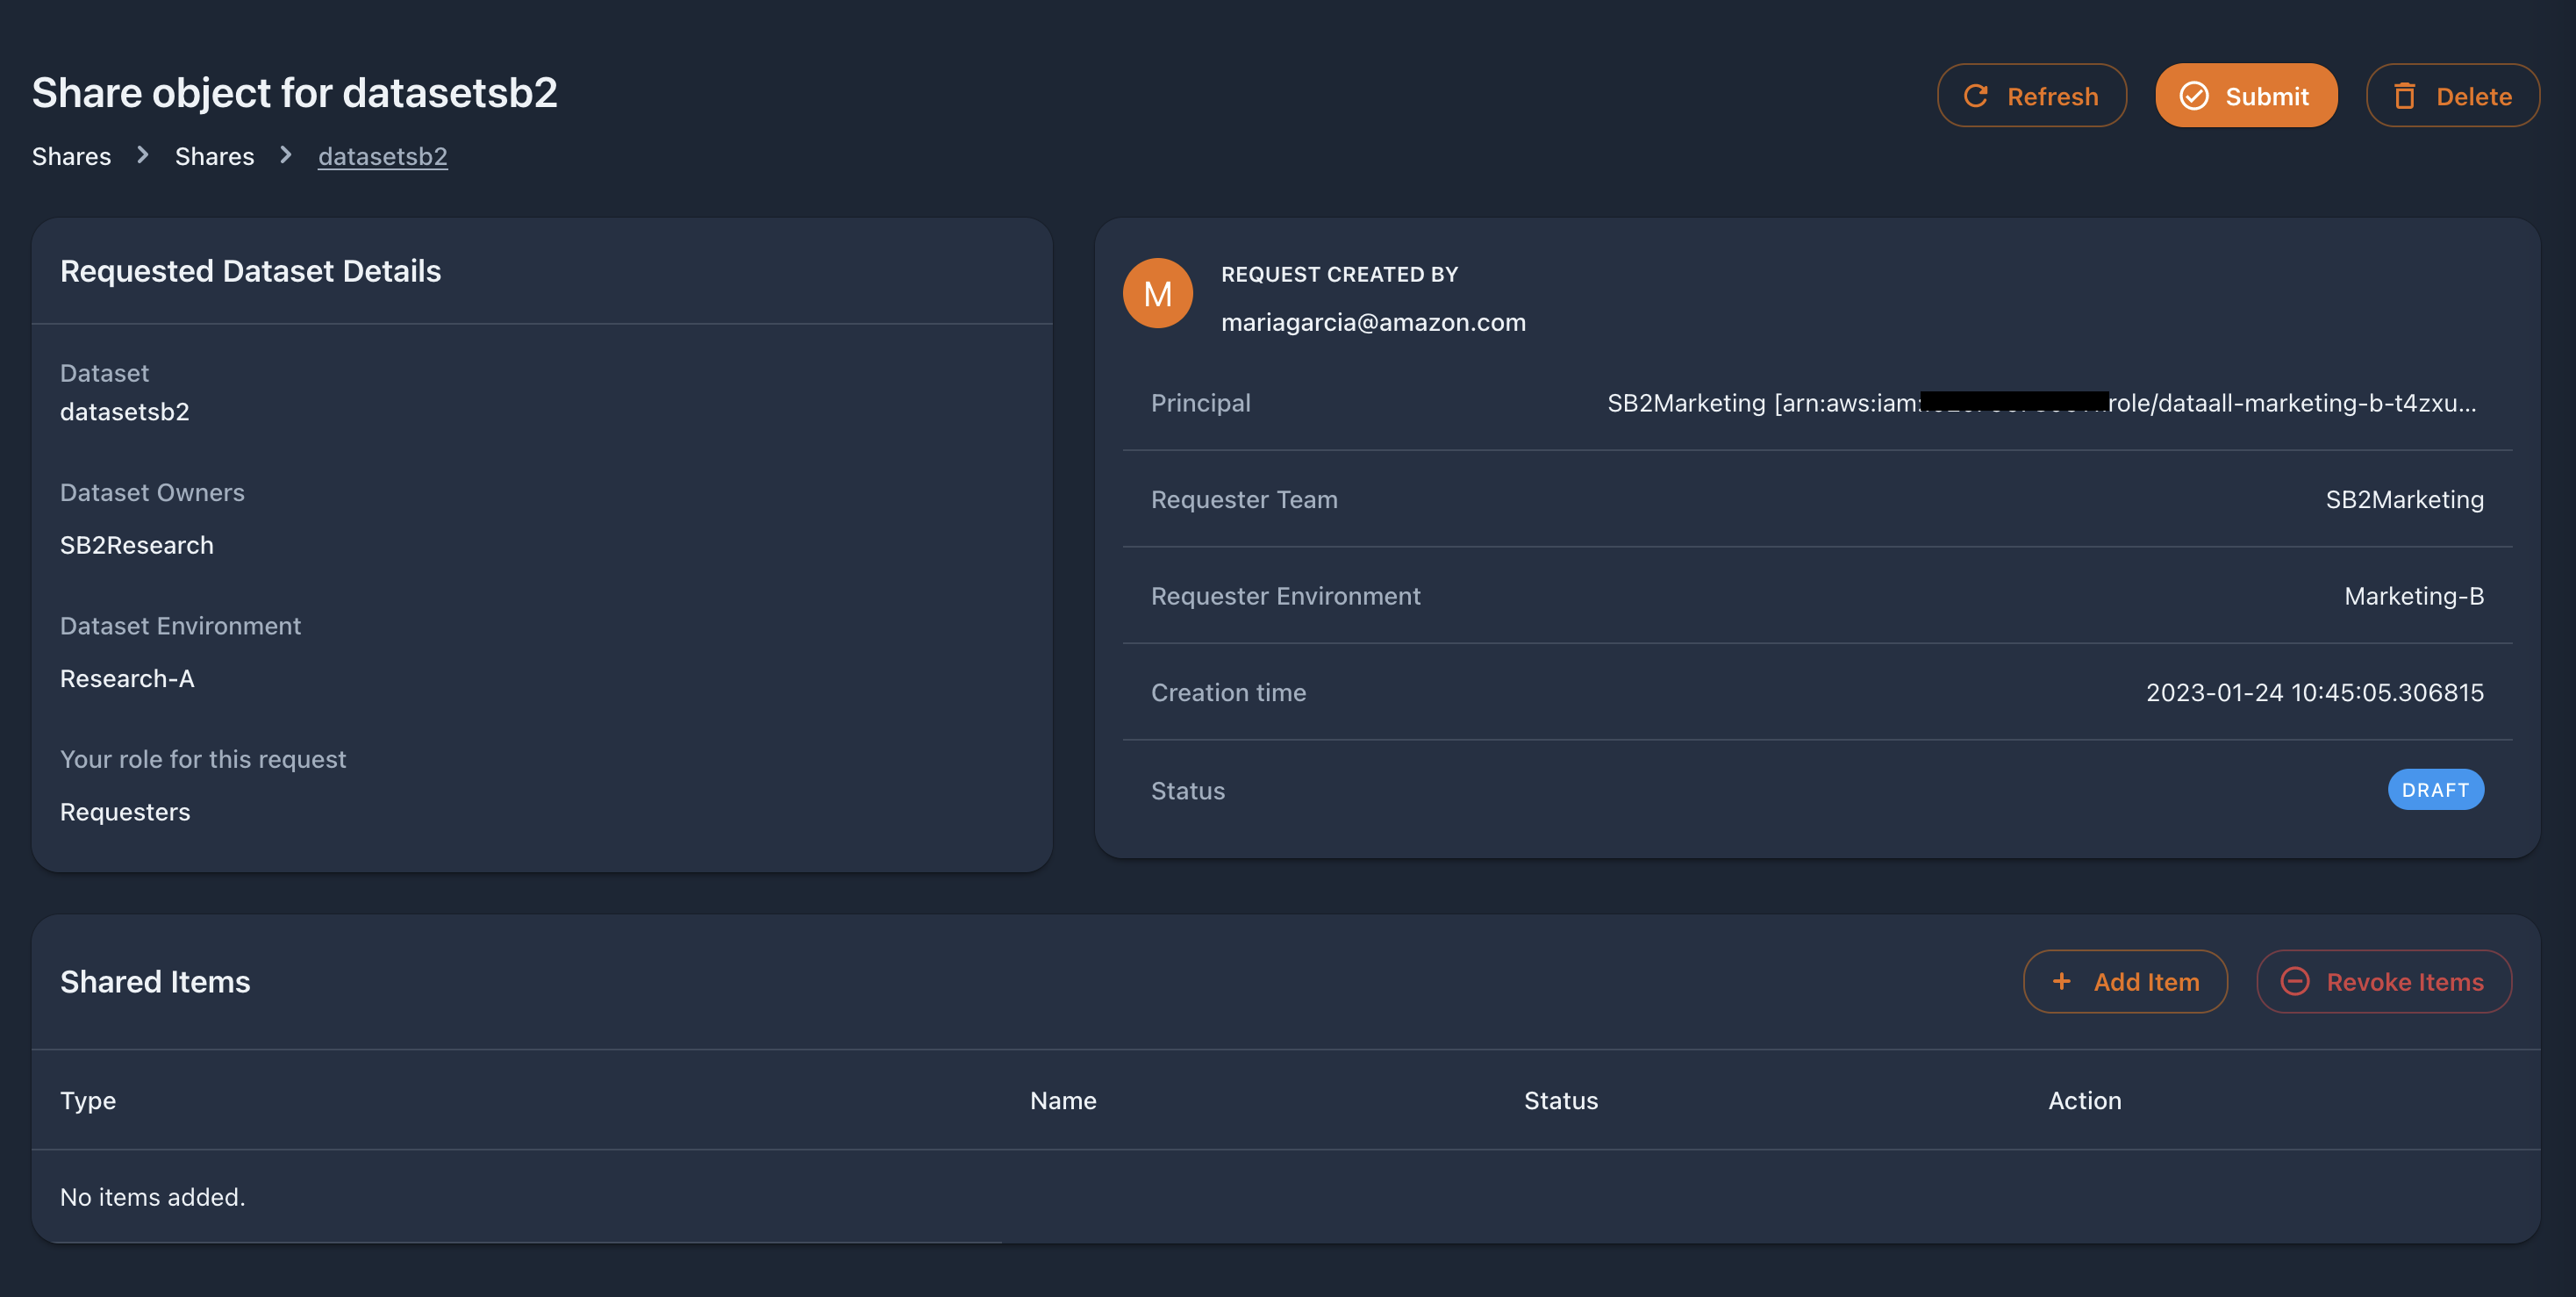 Share object for datasetsb2
Refresh
Submit
Delete
Shares > Shares > datasetsb2
Requested Dataset Details
Dataset
datasetsb2
Dataset Owners
SB2Research
Dataset Environment
Research-A
Your role for this request
Requesters
M
REQUEST CREATED BY
mariagarcia@amazon.com
Principal
SB2Marketing [arn:aws:iam: role/dataall-marketing-b-t4zxu...
Requester Team
SB2Marketing
Requester Environment
Marketing-B
Creation time
2023-01-24 10:45:05.306815
Status
DRAFT
Shared Items
+ Add Item
Revoke Items
Type Name Status Action
No items added.